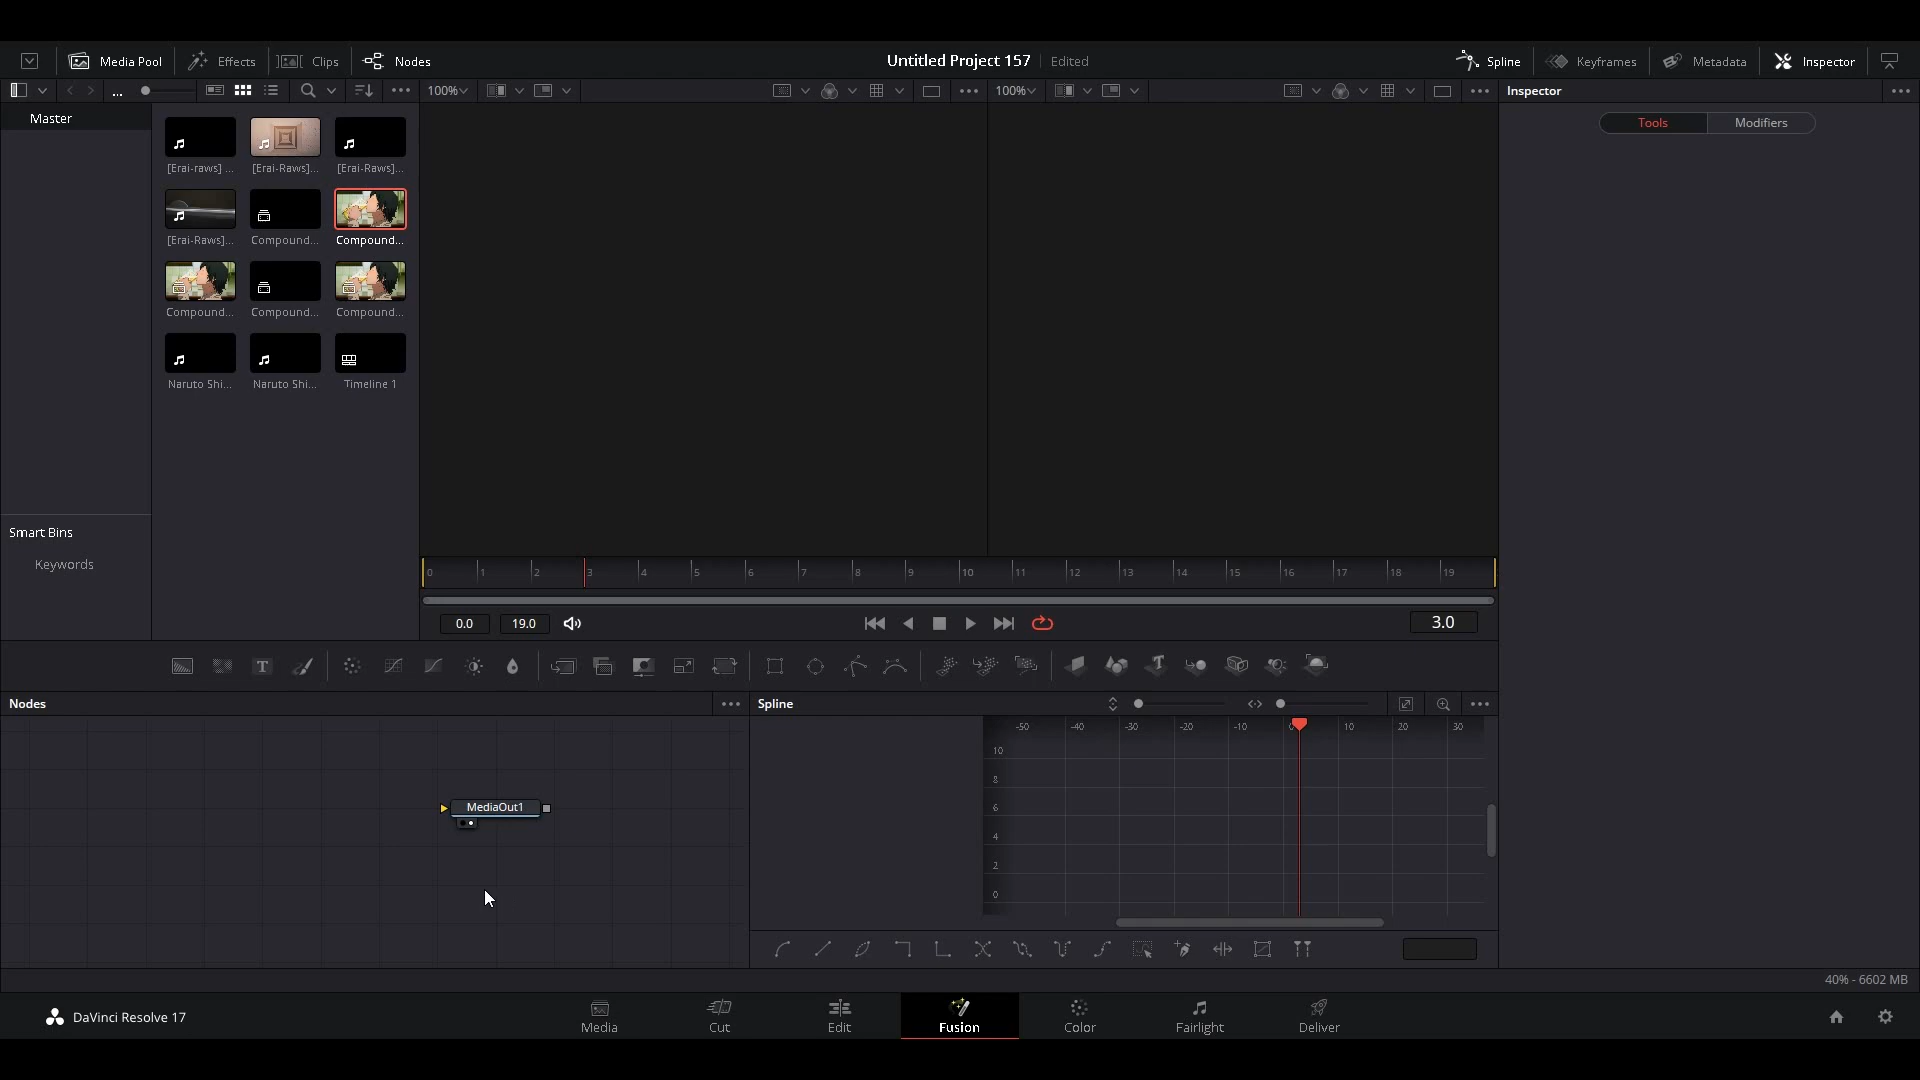 Media Pool Effects Clips Nodes Untitled Project 157 Edited Spline Keyframes Metadata Inspector
... 100% 100% Inspector
Master Tools Modifiers
[Erai-raws] ... [Erai-Raws]... [Erai-Raws]...
[Erai-Raws]... Compound... Compound...
Compound... Compound... Compound...
Naruto Shi... Naruto Shi... Timeline 1
Smart Bins
Keywords
0 1 2 3 4 5 6 7 8 9 10 11 12 13 14 15 16 17 18 19
0.0 19.0 3.0
T T
Nodes Spline
-50 -40 -30 -20 -10 0 10 20 30
10
8
6
4
2
0
MediaOut1
40% - 6602 MB
DaVinci Resolve 17 Media Cut Edit Fusion Color Fairlight Deliver